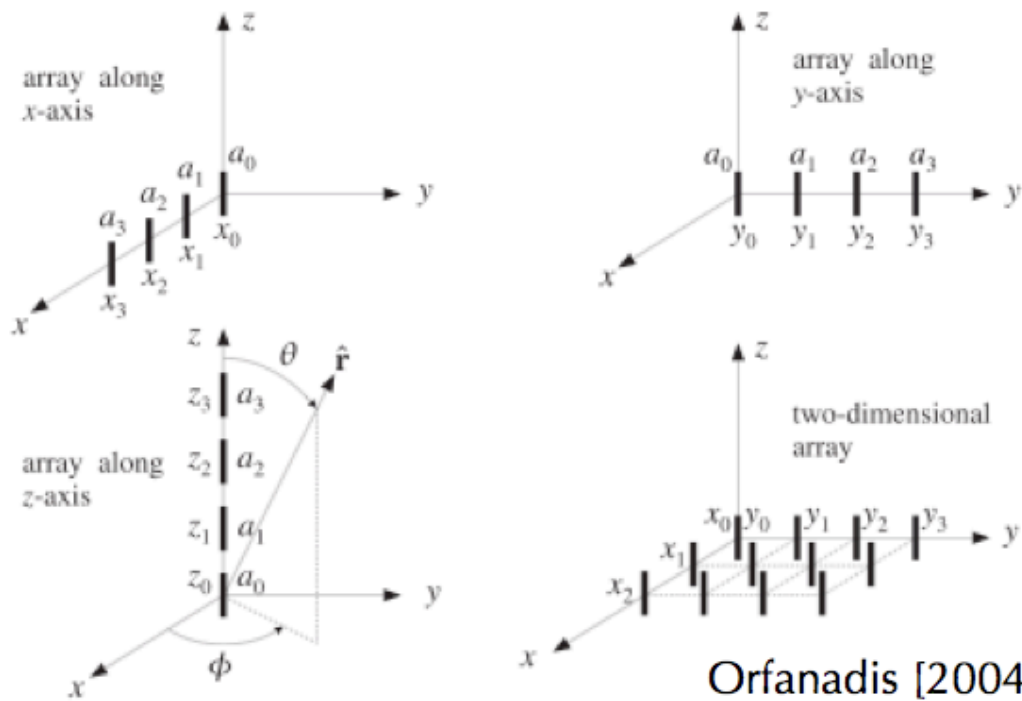 z
array along
x-axis
a₀
a₁
a₂
a₃
y
x₀
x₁
x₂
x₃
x
z
array along
y-axis
a₀ a₁ a₂ a₃
y
y₀ y₁ y₂ y₃
x
z
θ
r̂
z₃ a₃
array along
z-axis
z₂ a₂
z₁ a₁
z₀ a₀
y
ϕ
x
z
two-dimensional
array
x₀ y₀ y₁ y₂ y₃
y
x₁
x₂
x
Orfanadis [2004